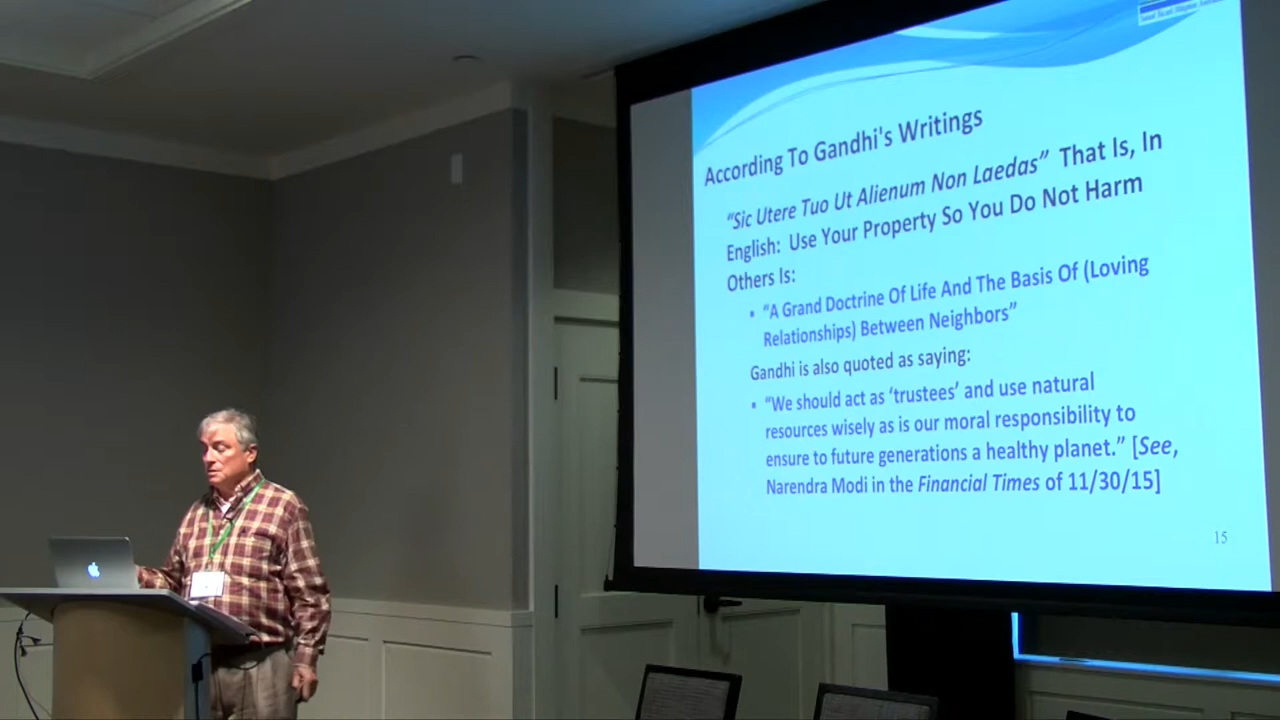 According To Gandhi's Writings
“Sic Utere Tuo Ut Alienum Non Laedas” That Is, In
English: Use Your Property So You Do Not Harm
Others Is:
▪ “A Grand Doctrine Of Life And The Basis Of (Loving
Relationships) Between Neighbors”
Gandhi is also quoted as saying:
▪ “We should act as ‘trustees’ and use natural
resources wisely as is our moral responsibility to
ensure to future generations a healthy planet.” [See,
Narendra Modi in the Financial Times of 11/30/15]
15